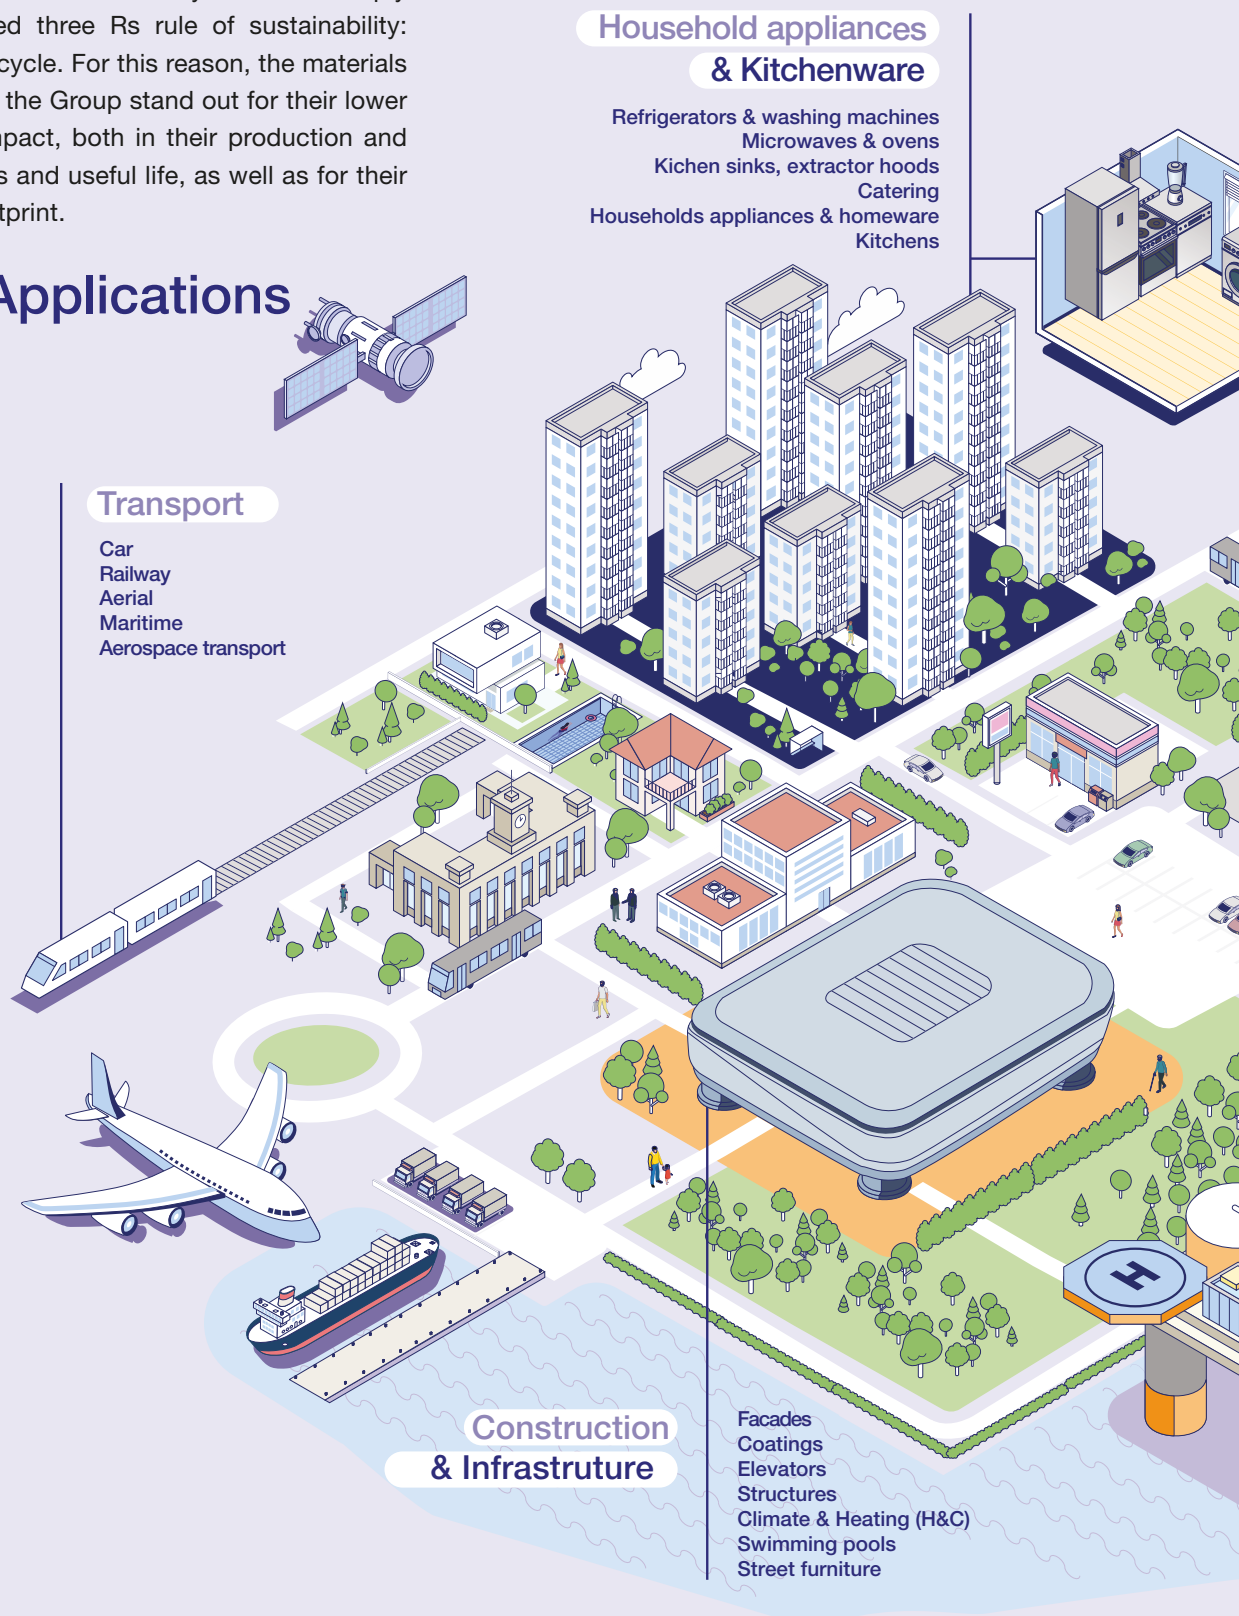 ed three Rs rule of sustainability:
cycle. For this reason, the materials
the Group stand out for their lower
mpact, both in their production and
s and useful life, as well as for their
tprint.
Applications
Household appliances
& Kitchenware
Refrigerators & washing machines
Microwaves & ovens
Kichen sinks, extractor hoods
Catering
Households appliances & homeware
Kitchens
Transport
Car
Railway
Aerial
Maritime
Aerospace transport
H
Construction
& Infrastruture
Facades
Coatings
Elevators
Structures
Climate & Heating (H&C)
Swimming pools
Street furniture